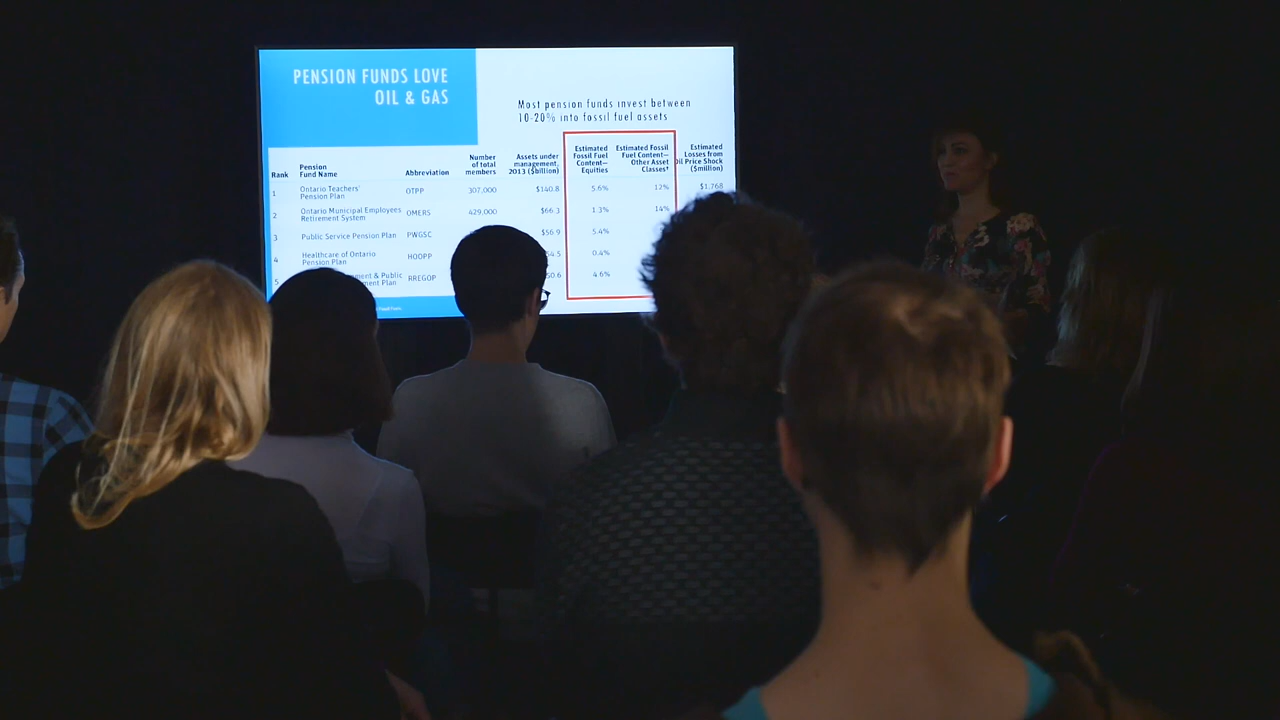 PENSION FUNDS LOVE
OIL & GAS
Most pension funds invest between
10-20% into fossil fuel assets
Rank
Pension
Fund Name
Abbreviation
Number
of total
members
Assets under
management,
2013 ($billion)
Estimated
Fossil Fuel
Content—
Equities
Estimated Fossil
Fuel Content—
Other Asset
Classes†
Estimated
Losses from
Oil Price Shock
($million)
1
Ontario Teachers'
Pension Plan
OTPP
307,000
$140.8
5.6%
12%
$1,768
2
Ontario Municipal Employees
Retirement System
OMERS
429,000
$66.3
1.3%
14%
3
Public Service Pension Plan
PWGSC
$56.9
5.4%
4
Healthcare of Ontario
Pension Plan
HOOPP
0.4%
5
& Public
Plan
RREGOP
4.6%